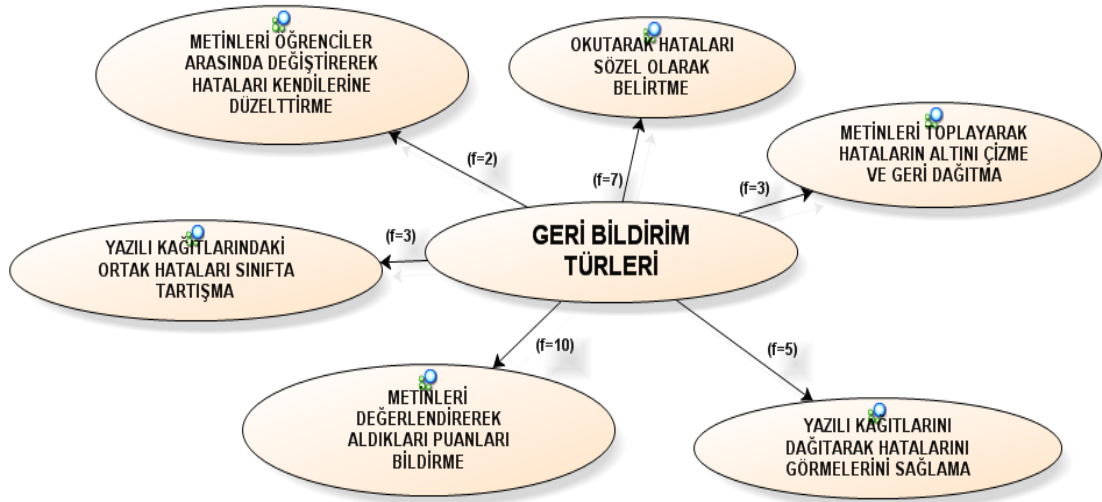 METİNLERİ ÖĞRENCİLER
ARASINDA DEĞİŞTİREREK
HATALARI KENDİLERİNE
DÜZELTTİRME
OKUTARAK HATALARI
SÖZEL OLARAK
BELİRTME
METİNLERİ TOPLAYARAK
HATALARIN ALTINI ÇİZME
VE GERİ DAĞITMA
(f=2)
(f=7)
(f=3)
GERİ BİLDİRİM
TÜRLERİ
YAZILI KAĞITLARINDAKİ
ORTAK HATALARI SINIFTA
TARTIŞMA
(f=3)
(f=10)
(f=5)
METİNLERİ
DEĞERLENDİREREK
ALDIKLARI PUANLARI
BİLDİRME
YAZILI KAĞITLARINI
DAĞITARAK HATALARINI
GÖRMELERİNİ SAĞLAMA